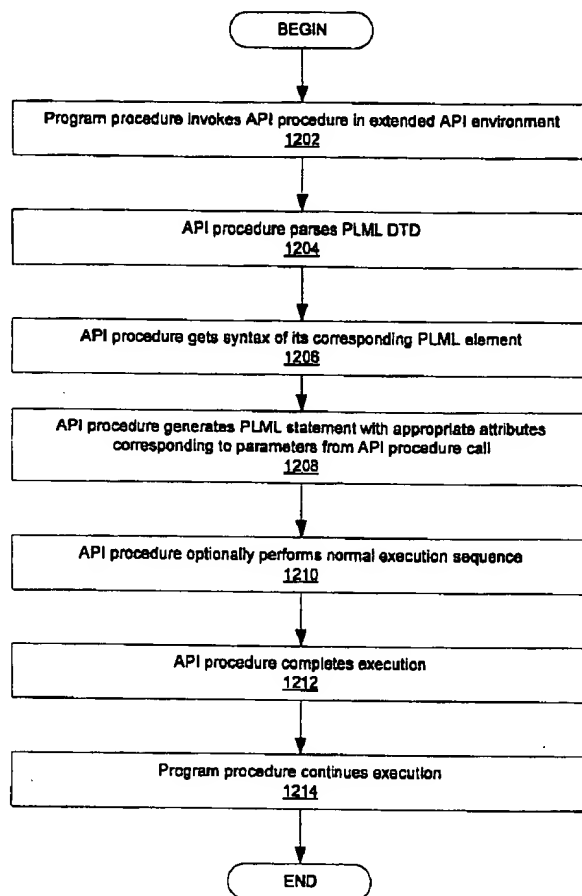 BEGIN
Program procedure invokes API procedure in extended API environment
1202
API procedure parses PLML DTD
1204
API procedure gets syntax of its corresponding PLML element
1206
API procedure generates PLML statement with appropriate attributes
corresponding to parameters from API procedure call
1208
API procedure optionally performs normal execution sequence
1210
API procedure completes execution
1212
Program procedure continues execution
1214
END